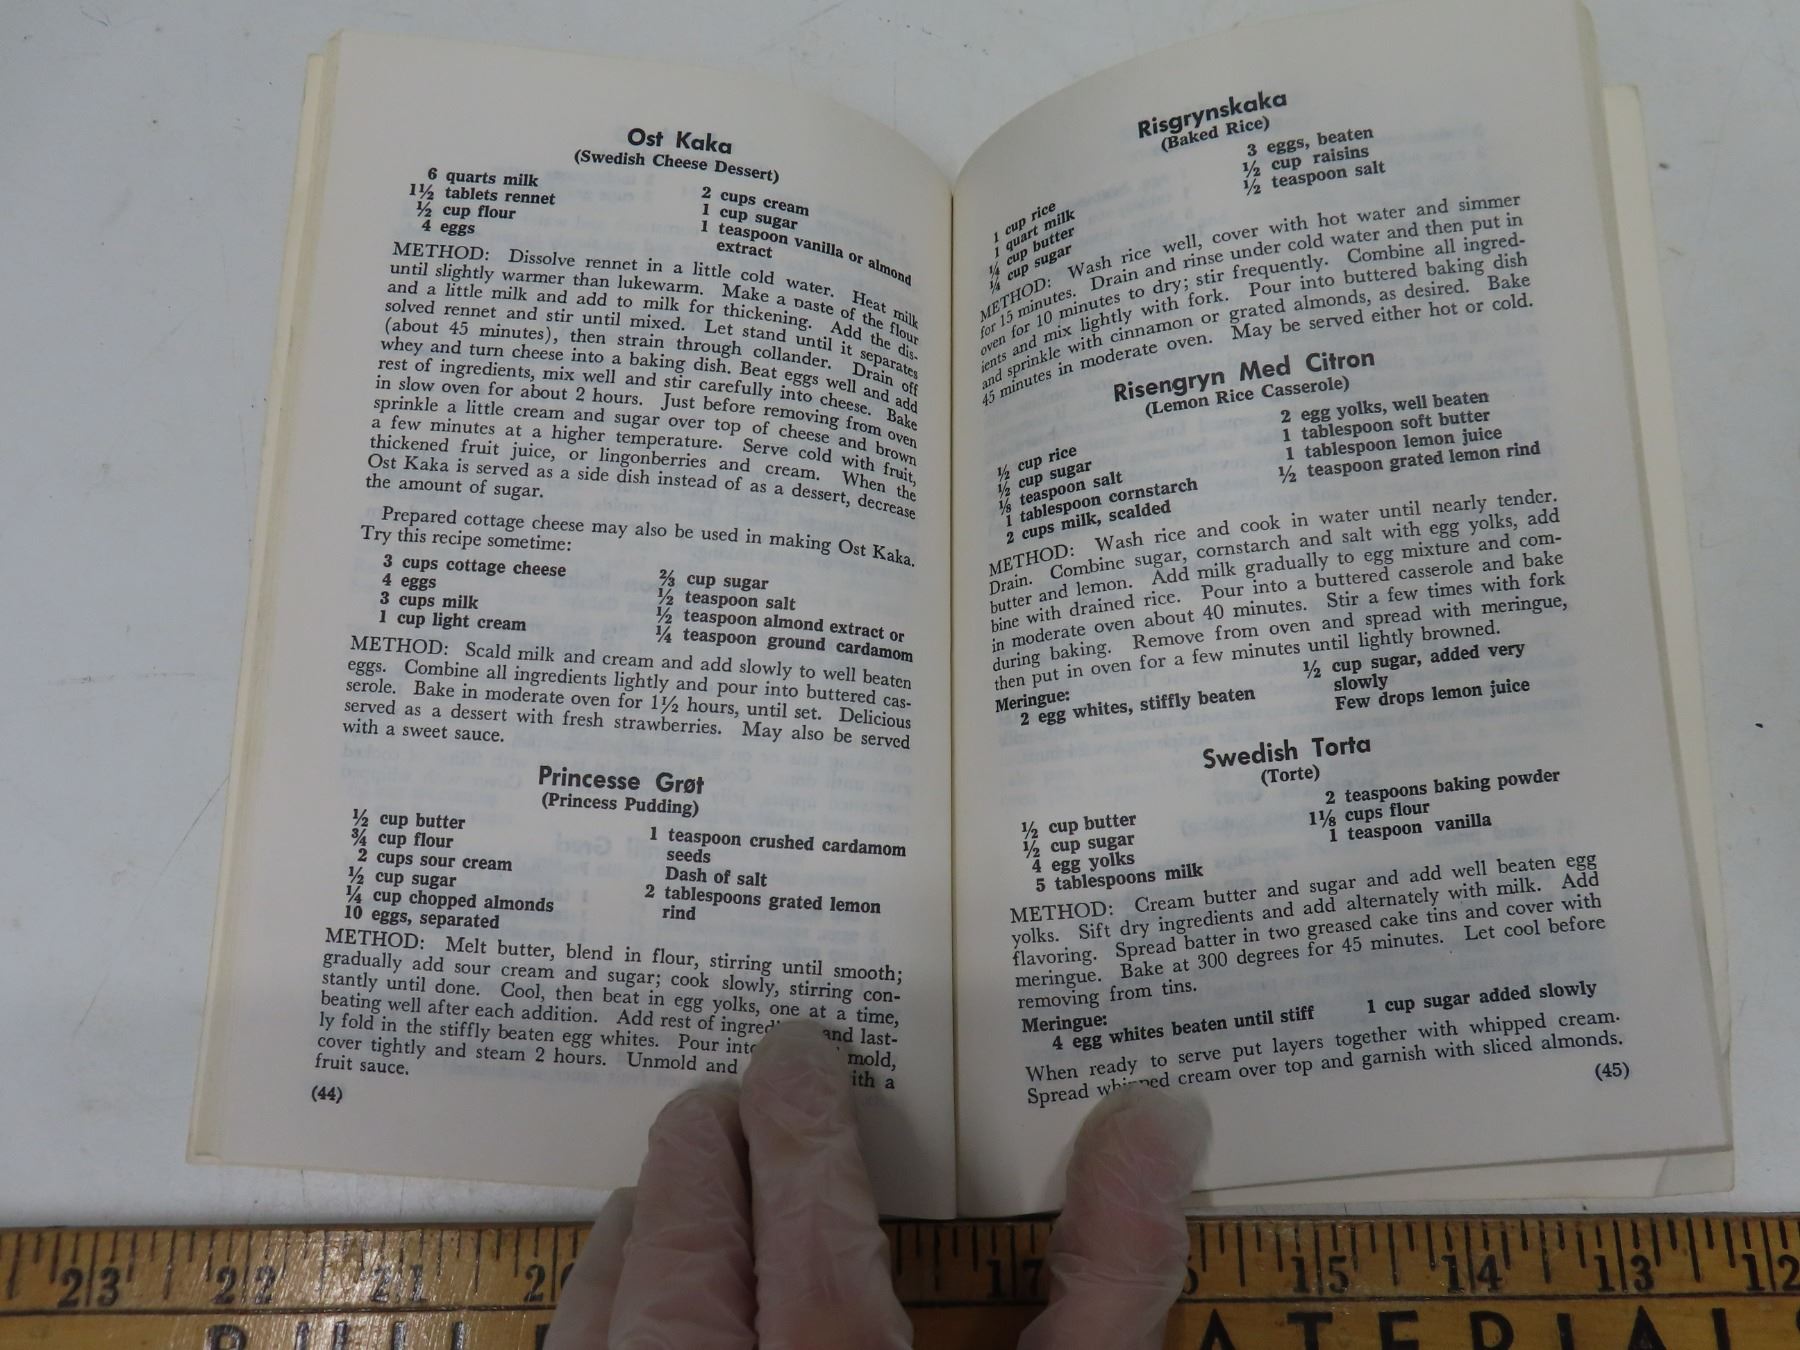 Ost Kaka
(Swedish Cheese Dessert)
6 quarts milk
1½ tablets rennet
½ cup flour
4 eggs
2 cups cream
1 cup sugar
1 teaspoon vanilla or almond
extract
METHOD: Dissolve rennet in a little cold water. Heat milk
until slightly warmer than lukewarm. Make a paste of the flour
and a little milk and add to milk for thickening. Add the dis-
solved rennet and stir until mixed. Let stand until it separates
(about 45 minutes), then strain through collander. Drain off
whey and turn cheese into a baking dish. Beat eggs well and add
rest of ingredients, mix well and stir carefully into cheese. Bake
in slow oven for about 2 hours. Just before removing from oven
sprinkle a little cream and sugar over top of cheese and brown
a few minutes at a higher temperature. Serve cold with fruit,
thickened fruit juice, or lingonberries and cream. When the
Ost Kaka is served as a side dish instead of as a dessert, decrease
the amount of sugar.
Prepared cottage cheese may also be used in making Ost Kaka.
Try this recipe sometime:
3 cups cottage cheese
4 eggs
3 cups milk
1 cup light cream
⅔ cup sugar
½ teaspoon salt
½ teaspoon almond extract or
¼ teaspoon ground cardamom
METHOD: Scald milk and cream and add slowly to well beaten
eggs. Combine all ingredients lightly and pour into buttered cas-
serole. Bake in moderate oven for 1½ hours, until set. Delicious
served as a dessert with fresh strawberries. May also be served
with a sweet sauce.
Princesse Grøt
(Princess Pudding)
½ cup butter
¾ cup flour
2 cups sour cream
½ cup sugar
¼ cup chopped almonds
10 eggs, separated
1 teaspoon crushed cardamom
seeds
Dash of salt
2 tablespoons grated lemon
rind
METHOD: Melt butter, blend in flour, stirring until smooth;
gradually add sour cream and sugar; cook slowly, stirring con-
stantly until done. Cool, then beat in egg yolks, one at a time,
beating well after each addition. Add rest of and last-
ly fold in the stiffly beaten egg whites. Pour mold,
cover tightly and steam 2 hours. Unmold and with a
fruit sauce.
(44)
Risgrynskaka
(Baked Rice)
1 cup rice
1 quart milk
¼ cup butter
¼ cup sugar
3 eggs, beaten
½ cup raisins
½ teaspoon salt
METHOD: Wash rice well, cover with hot water and simmer
for 15 minutes. Drain and rinse under cold water and then put in
oven for 10 minutes to dry; stir frequently. Combine all ingred-
ients and mix lightly with fork. Pour into buttered baking dish
and sprinkle with cinnamon or grated almonds, as desired. Bake
45 minutes in moderate oven. May be served either hot or cold.
Risengryn Med Citron
(Lemon Rice Casserole)
½ cup rice
½ cup sugar
⅛ teaspoon salt
1 tablespoon cornstarch
2 cups milk, scalded
2 egg yolks, well beaten
1 tablespoon soft butter
1 tablespoon lemon juice
½ teaspoon grated lemon rind
METHOD: Wash rice and cook in water until nearly tender.
Drain. Combine sugar, cornstarch and salt with egg yolks, add
butter and lemon. Add milk gradually to egg mixture and com-
bine with drained rice. Pour into a buttered casserole and bake
in moderate oven about 40 minutes. Stir a few times with fork
during baking. Remove from oven and spread with meringue,
then put in oven for a few minutes until lightly browned.
Meringue:
2 egg whites, stiffly beaten
½ cup sugar, added very
slowly
Few drops lemon juice
Swedish Torta
(Torte)
½ cup butter
½ cup sugar
4 egg yolks
5 tablespoons milk
2 teaspoons baking powder
1⅛ cups flour
1 teaspoon vanilla
METHOD: Cream butter and sugar and add well beaten egg
yolks. Sift dry ingredients and add alternately with milk. Add
flavoring. Spread batter in two greased cake tins and cover with
meringue. Bake at 300 degrees for 45 minutes. Let cool before
removing from tins.
Meringue:
4 egg whites beaten until stiff
1 cup sugar added slowly
When ready to serve put layers together with whipped cream.
Spread whipped cream over top and garnish with sliced almonds.
(45)
23 22 21 17 15 14 13 12